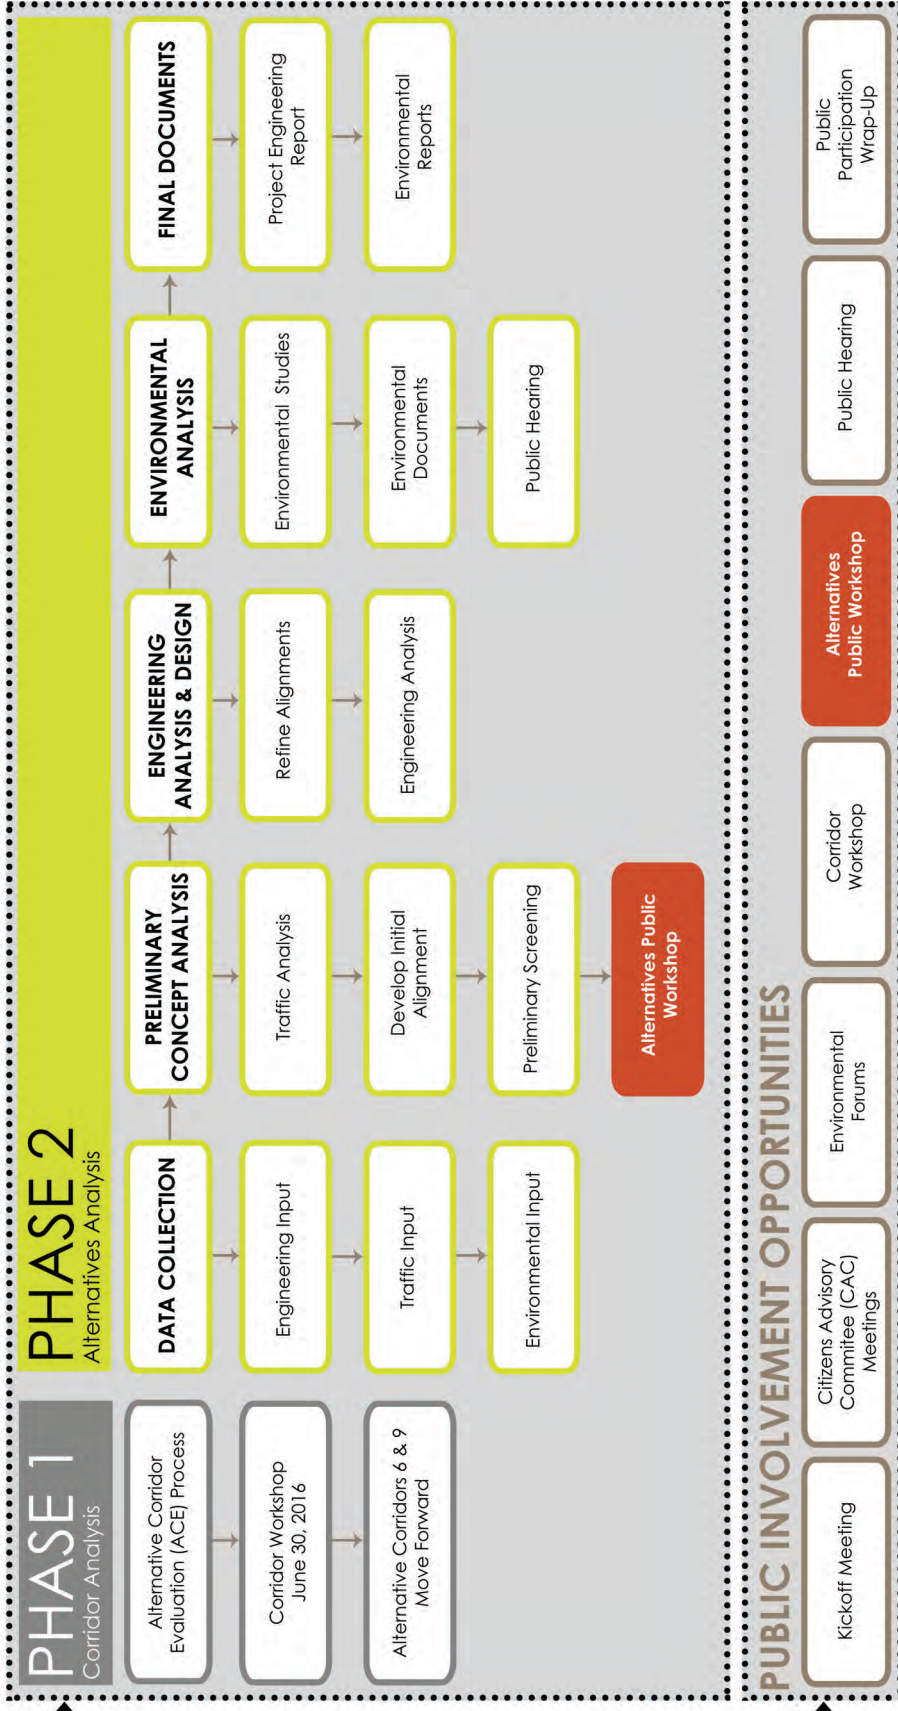 PHASE 1
Corridor Analysis
Alternative Corridor
Evaluation (ACE) Process
Corridor Workshop
June 30, 2016
Alternative Corridors 6 & 9
Move Forward
PHASE 2
Alternatives Analysis
DATA COLLECTION
Engineering Input
Traffic Input
Environmental Input
PRELIMINARY
CONCEPT ANALYSIS
Traffic Analysis
Develop Initial
Alignment
Preliminary Screening
Alternatives Public
Workshop
ENGINEERING
ANALYSIS & DESIGN
Refine Alignments
Engineering Analysis
ENVIRONMENTAL
ANALYSIS
Environmental Studies
Environmental
Documents
Public Hearing
FINAL DOCUMENTS
Project Engineering
Report
Environmental
Reports
PUBLIC INVOLVEMENT OPPORTUNITIES
Kickoff Meeting
Citizens Advisory
Commitee (CAC)
Meetings
Environmental
Forums
Corridor
Workshop
Alternatives
Public Workshop
Public Hearing
Public
Participation
Wrap-Up